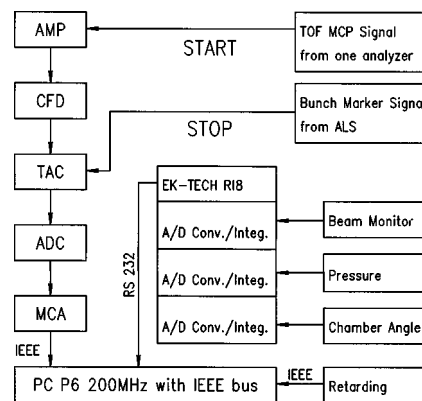 AMP
START
TOF MCP Signal
from one analyzer
CFD
STOP
Bunch Marker Signal
from ALS
TAC
EK-TECH RI8
ADC
A/D Conv./Integ.
Beam Monitor
RS 232
A/D Conv./Integ.
Pressure
MCA
A/D Conv./Integ.
Chamber Angle
IEEE
PC P6 200MHz with IEEE bus
IEEE
Retarding